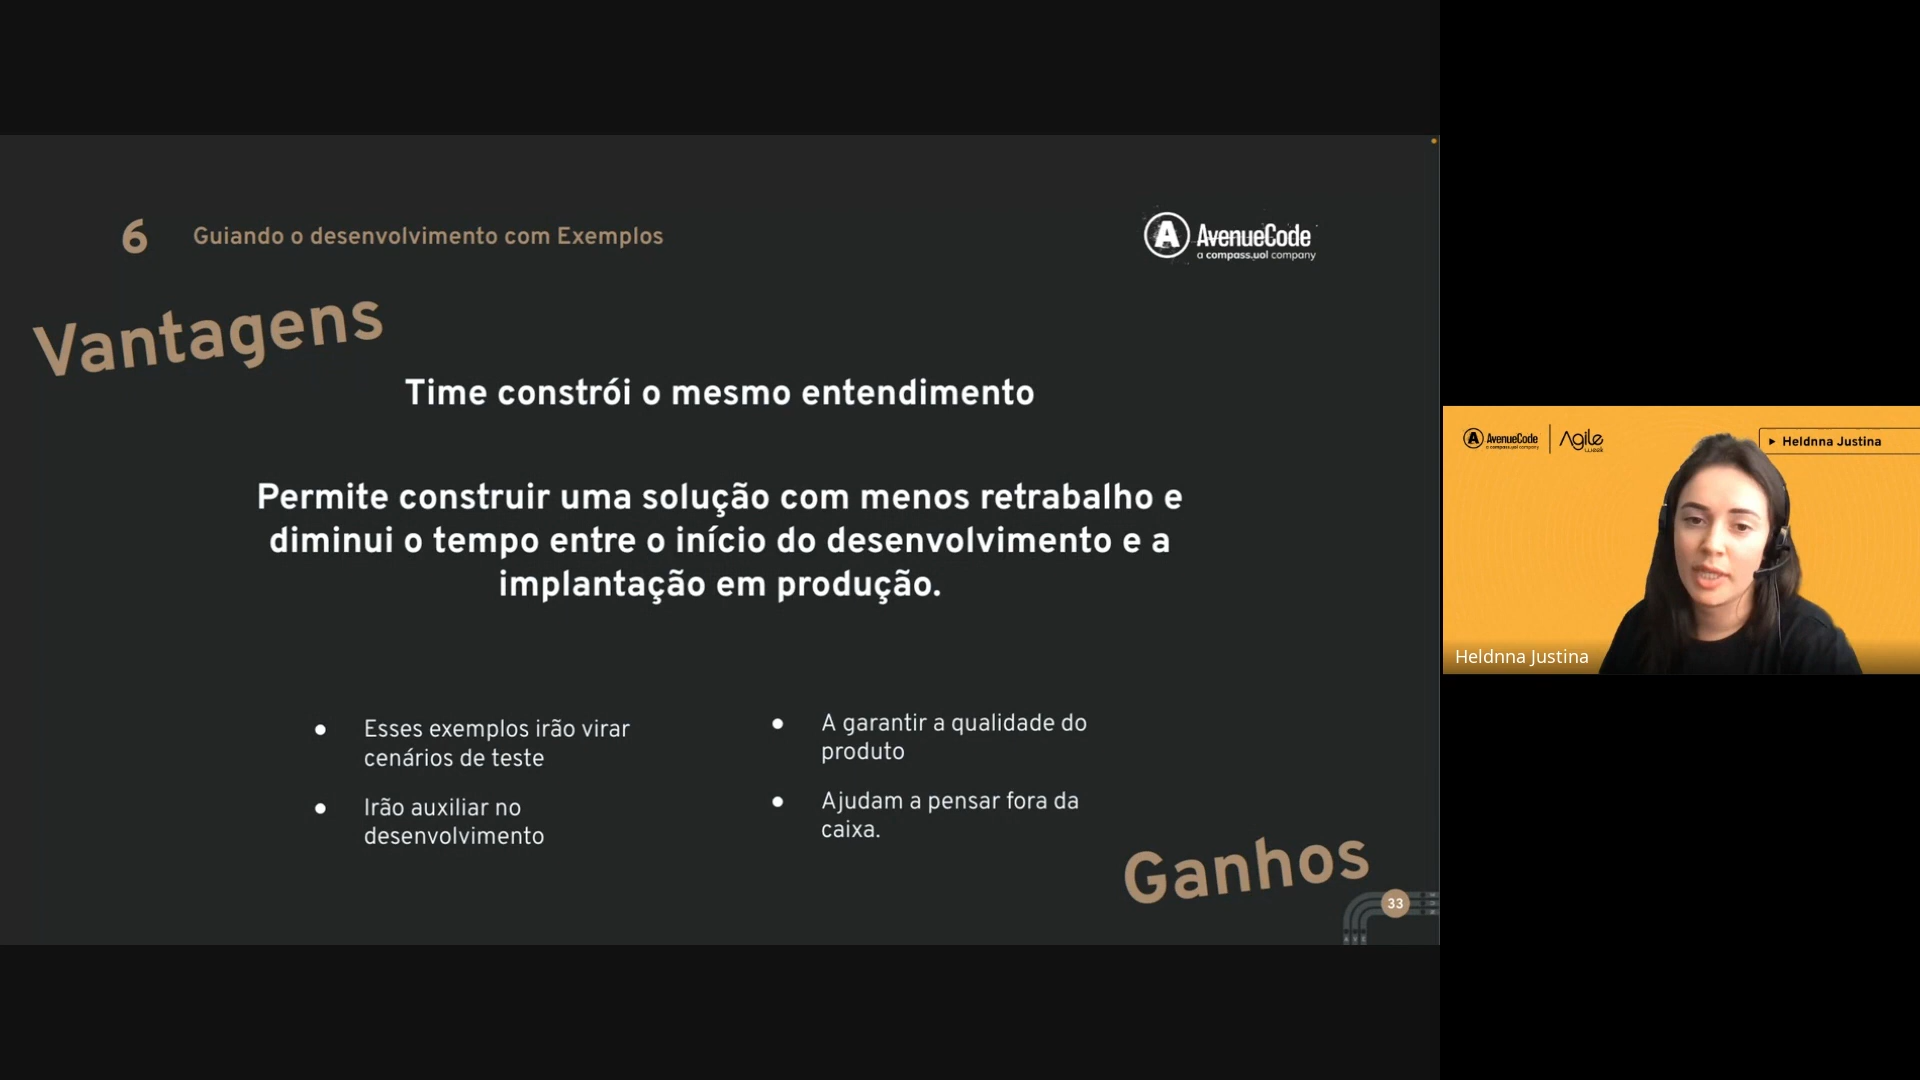 6 Guiando o desenvolvimento com Exemplos
A AvenueCode
a compass.uol company
Vantagens
Time constrói o mesmo entendimento
Permite construir uma solução com menos retrabalho e
diminui o tempo entre o início do desenvolvimento e a
implantação em produção.
● Esses exemplos irão virar
cenários de teste
● Irão auxiliar no
desenvolvimento
● A garantir a qualidade do
produto
● Ajudam a pensar fora da
caixa.
Ganhos
33
A AvenueCode
a compass.uol company
Agile
week
Heldnna Justina
Heldnna Justina